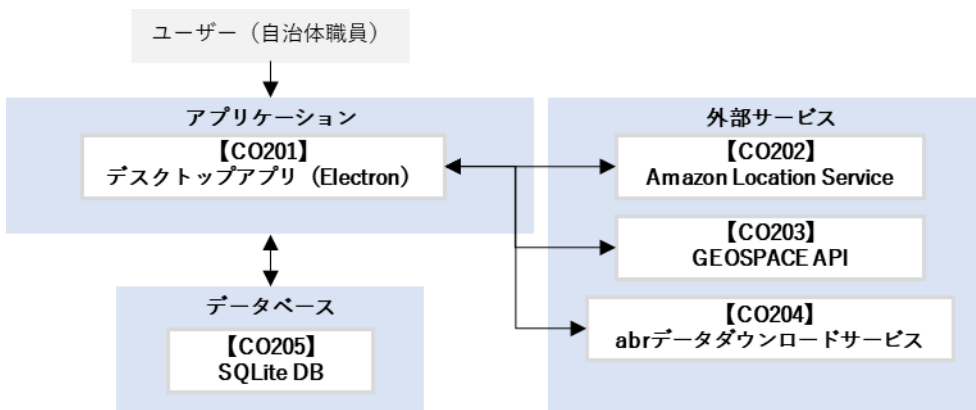 ユーザー（自治体職員）
アプリケーション
【CO201】
デスクトップアプリ（Electron）
データベース
【CO205】
SQLite DB
外部サービス
【CO202】
Amazon Location Service
【CO203】
GEOSPACE API
【CO204】
abrデータダウンロードサービス